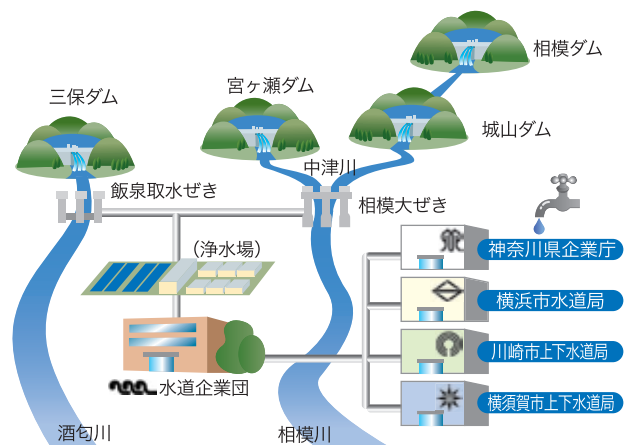 相模ダム
宮ヶ瀬ダム
三保ダム
城山ダム
中津川
飯泉取水ぜき
相模大ぜき
（浄水場）
神奈川県企業庁
横浜市水道局
川崎市上下水道局
水道企業団
横須賀市上下水道局
酒匂川
相模川